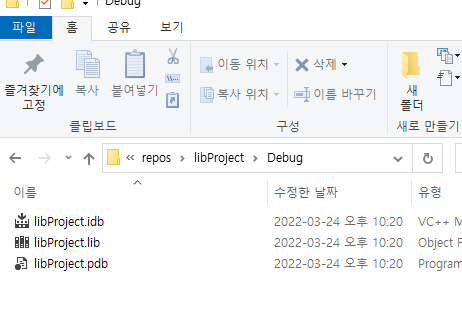 Debug
파일 홈 공유 보기
즐겨찾기에 고정
복사
붙여넣기
클립보드
이동 위치
복사 위치
삭제
이름 바꾸기
구성
새 폴더
새로 만들기
« repos > libProject > Debug
이름 수정한 날짜 유형
libProject.idb 2022-03-24 오후 10:20 VC++ M
libProject.lib 2022-03-24 오후 10:20 Object F
libProject.pdb 2022-03-24 오후 10:20 Program